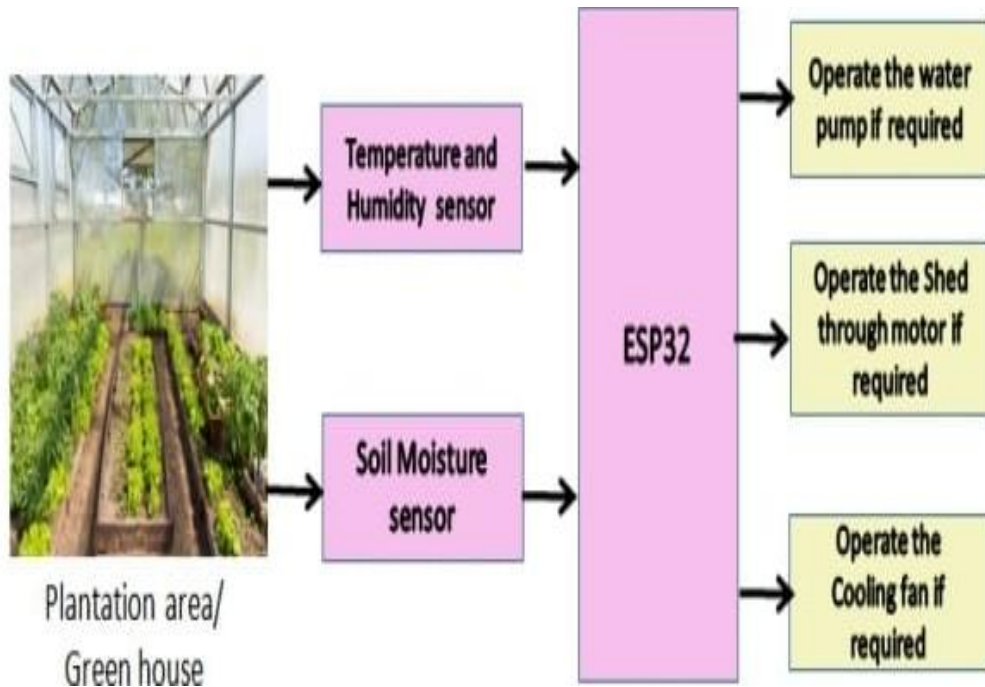 Temperature and
Humidity sensor
Soil Moisture
sensor
Plantation area/
Green house
ESP32
Operate the water
pump if required
Operate the Shed
through motor if
required
Operate the
Cooling fan if
required